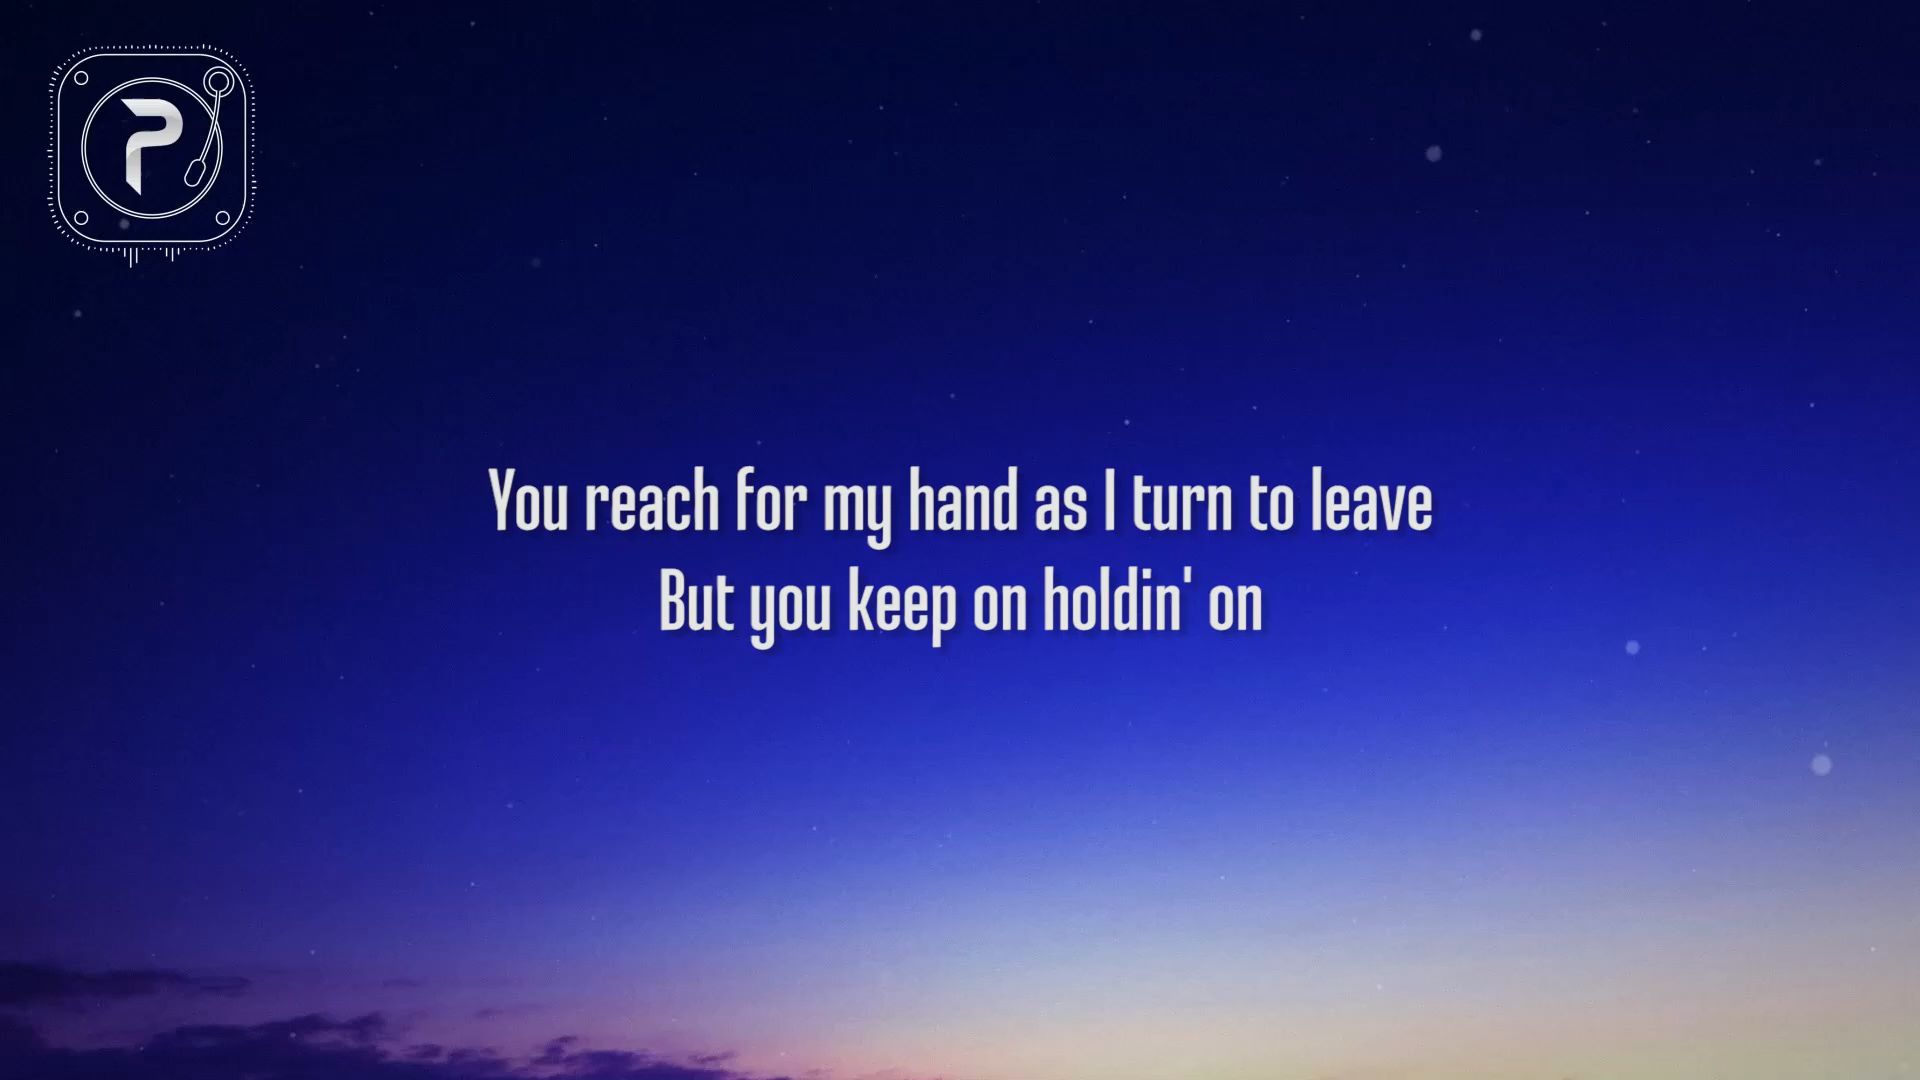 P
You reach for my hand as I turn to leave
But you keep on holdin' on